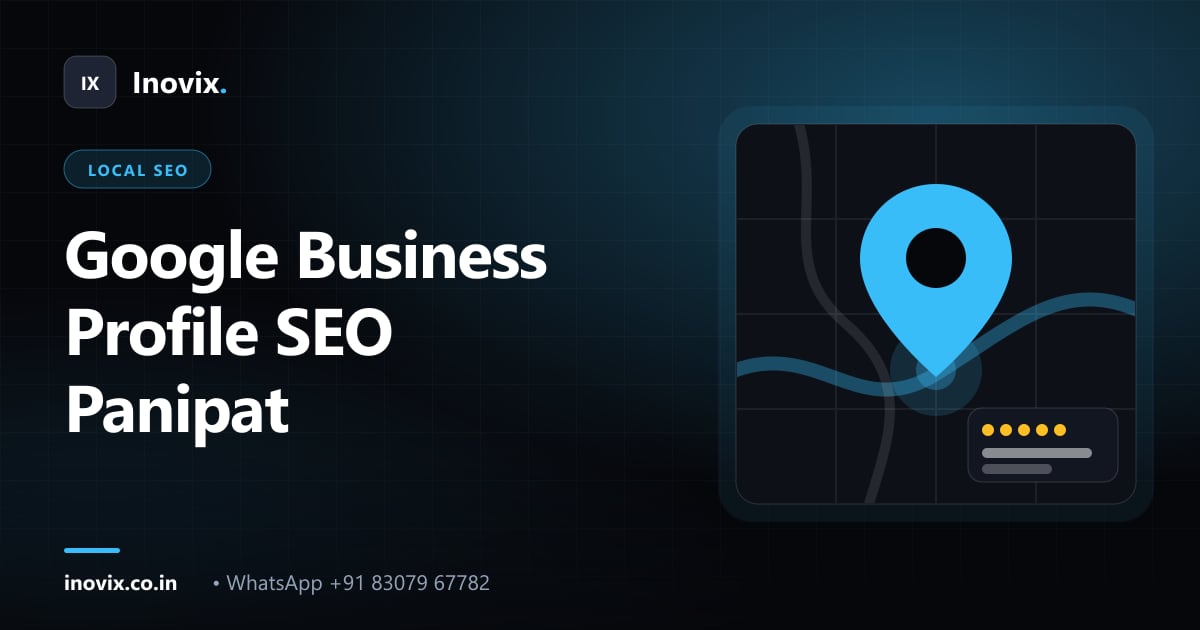 IX
Inovix.
LOCAL SEO
Google Business
Profile SEO
Panipat
inovix.co.in • WhatsApp +91 83079 67782